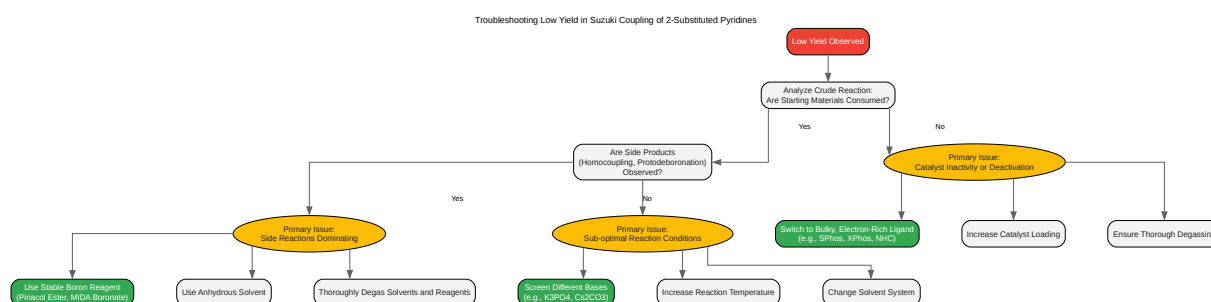 Troubleshooting Low Yield in Suzuki Coupling of 2-Substituted Pyridines
Low Yield Observed
Analyze Crude Reaction:
Are Starting Materials Consumed?
Yes
No
Are Side Products
(Homocoupling, Protodeboronation)
Observed?
Primary Issue:
Catalyst Inactivity or Deactivation
Yes
No
Primary Issue:
Side Reactions Dominating
Primary Issue:
Sub-optimal Reaction Conditions
Switch to Bulky, Electron-Rich Ligand
(e.g., SPhos, XPhos, NHC)
Increase Catalyst Loading
Ensure Thorough Degassin
Use Stable Boron Reagent
(Pinacol Ester, MIDA Boronate)
Use Anhydrous Solvent
Thoroughly Degas Solvents and Reagents
Screen Different Bases
(e.g., K3PO4, Cs2CO3)
Increase Reaction Temperature
Change Solvent System